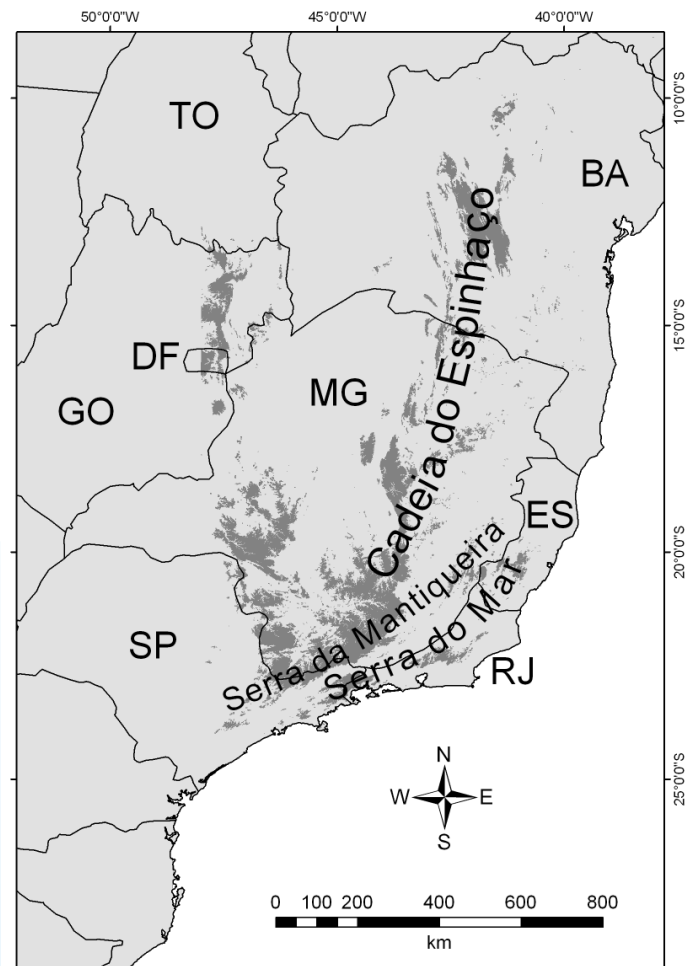 50°0'0"W 45°0'0"W 40°0'0"W
10°0'0"S
TO
BA
Cadeia do Espinhaço
15°0'0"S
DF
MG
GO
ES
20°0'0"S
Serra da Mantiqueira
Serra do Mar
SP
RJ
25°0'0"S
N
W E
S
0 100 200 400 600 800
km